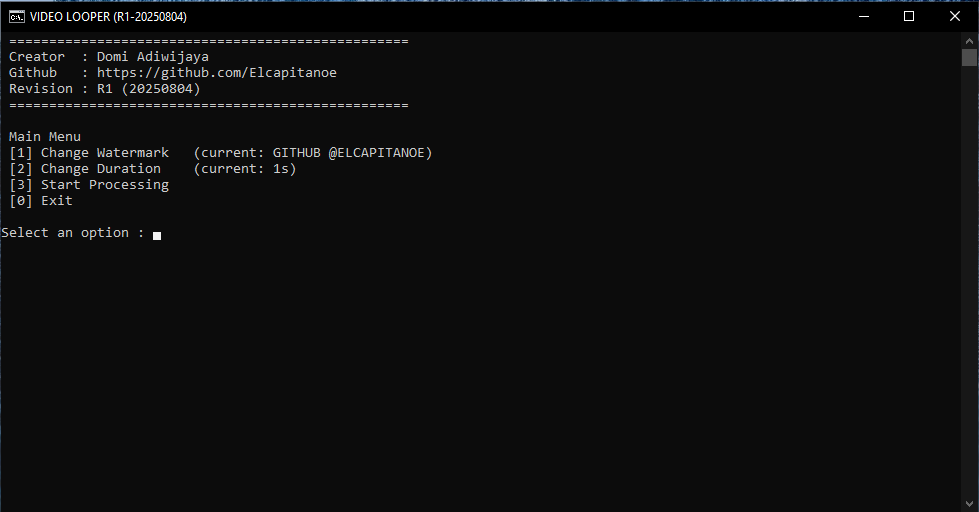 VIDEO LOOPER (R1-20250804)
==================================================
Creator  : Domi Adiwijaya
Github   : https://github.com/Elcapitanoe
Revision : R1 (20250804)
==================================================
Main Menu
[1] Change Watermark   (current: GITHUB @ELCAPITANOE)
[2] Change Duration    (current: 1s)
[3] Start Processing
[0] Exit
Select an option :